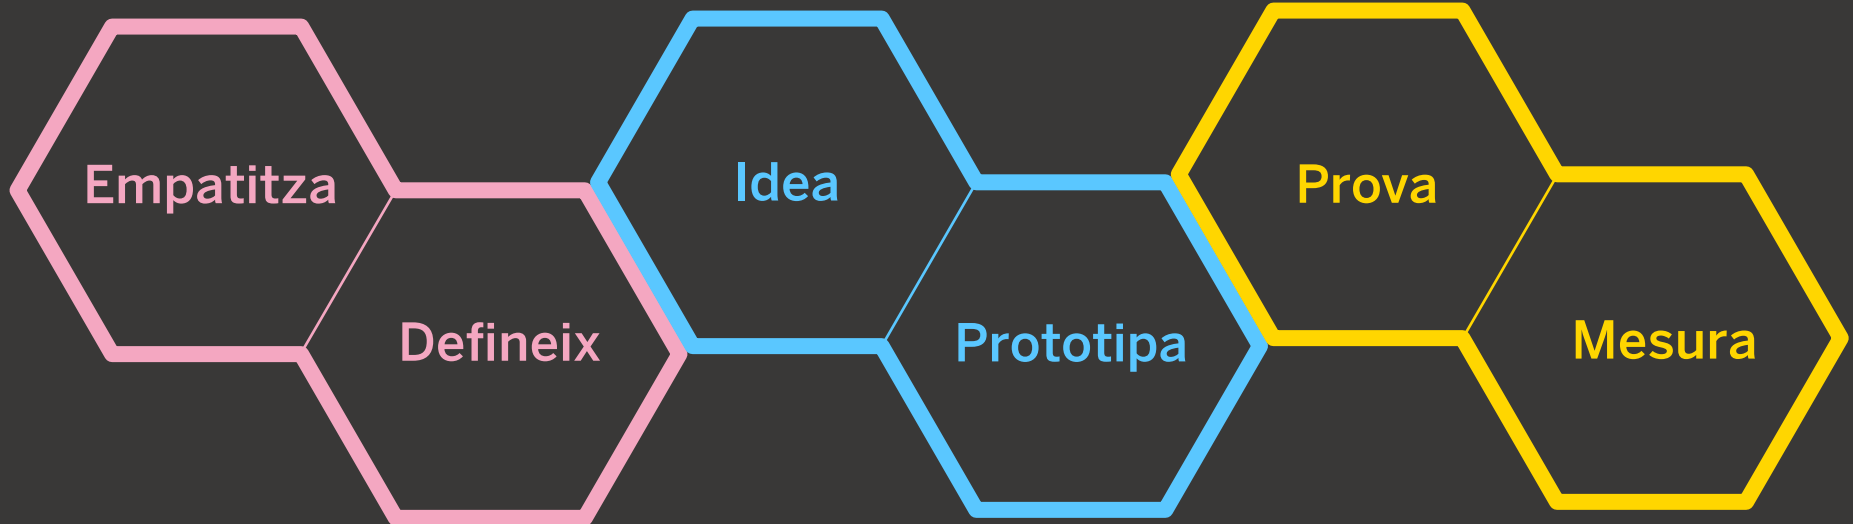 Empatitza
Defineix
Idea
Prototipa
Prova
Mesura